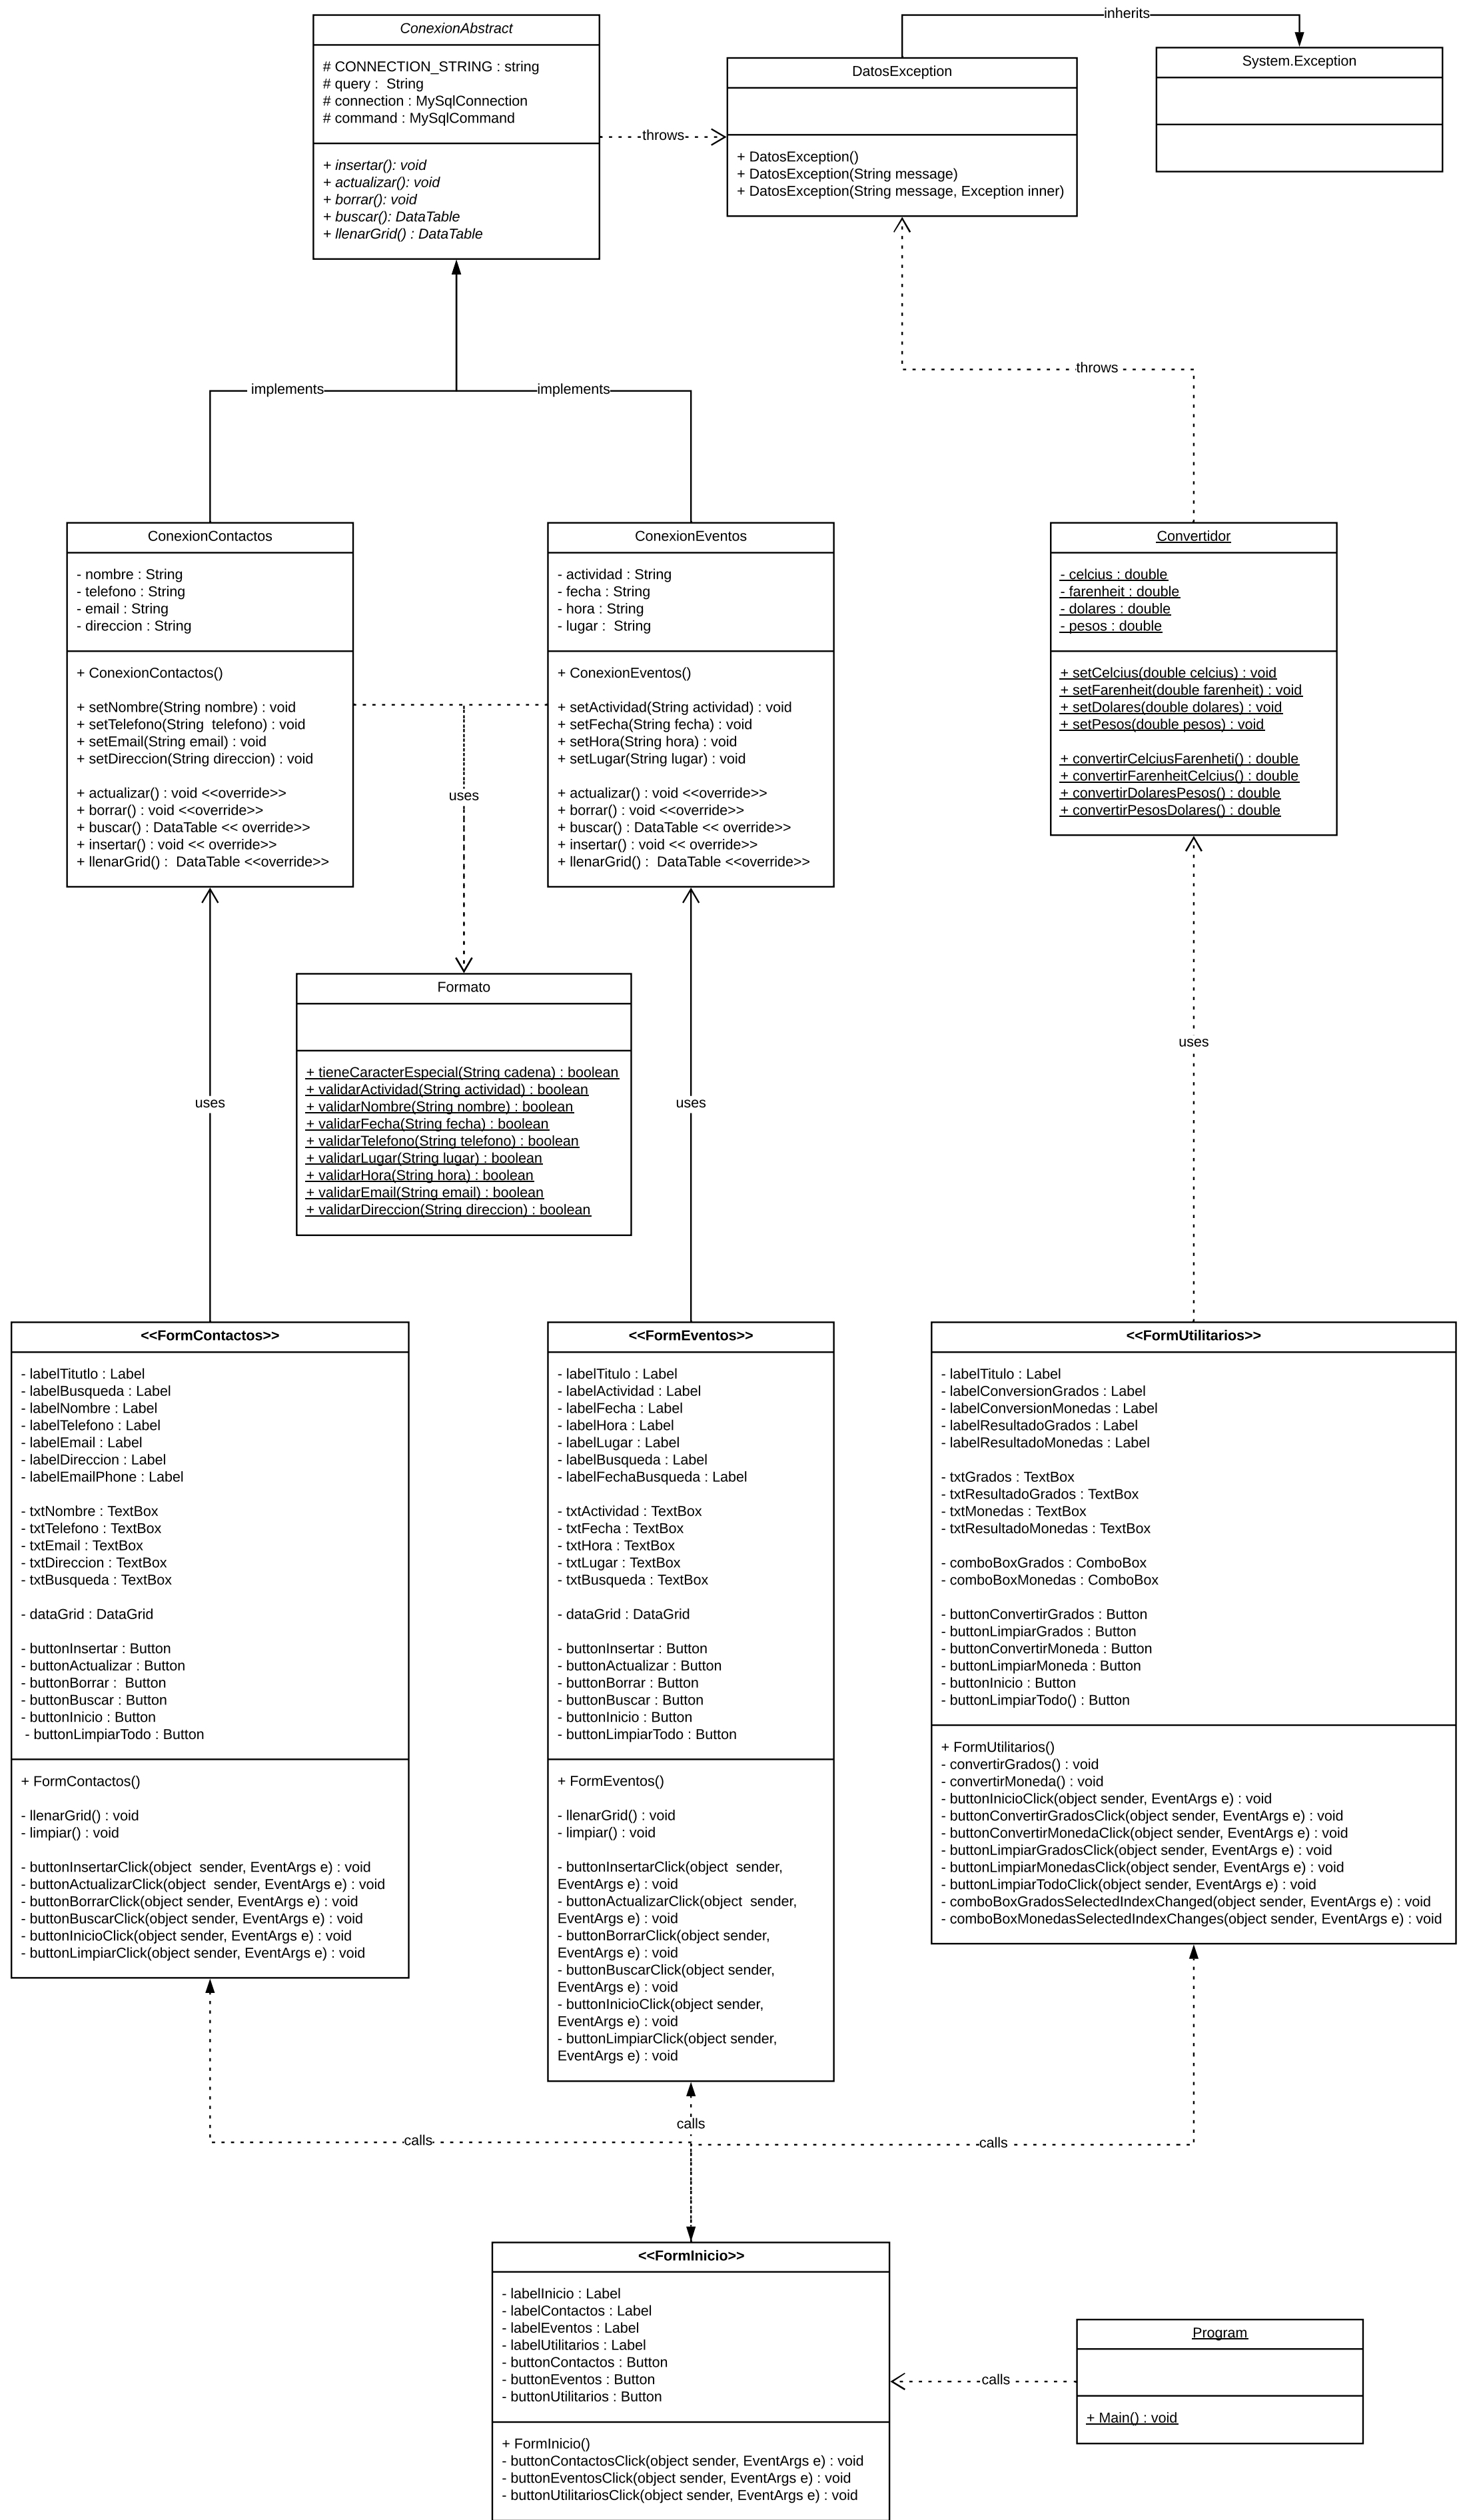 ConexionAbstract
# CONNECTION_STRING : string
# query :  String
# connection : MySqlConnection
# command : MySqlCommand
+ insertar(): void
+ actualizar(): void
+ borrar(): void
+ buscar(): DataTable
+ llenarGrid() : DataTable
throws
DatosException
+ DatosException()
+ DatosException(String message)
+ DatosException(String message, Exception inner)
inherits
System.Exception
throws
implements
implements
ConexionContactos
- nombre : String
- telefono : String
- email : String
- direccion : String
+ ConexionContactos()
+ setNombre(String nombre) : void
+ setTelefono(String  telefono) : void
+ setEmail(String email) : void
+ setDireccion(String direccion) : void
+ actualizar() : void <<override>>
+ borrar() : void <<override>>
+ buscar() : DataTable << override>>
+ insertar() : void << override>>
+ llenarGrid() :  DataTable <<override>>
uses
ConexionEventos
- actividad : String
- fecha : String
- hora : String
- lugar :  String
+ ConexionEventos()
+ setActividad(String actividad) : void
+ setFecha(String fecha) : void
+ setHora(String hora) : void
+ setLugar(String lugar) : void
+ actualizar() : void <<override>>
+ borrar() : void <<override>>
+ buscar() : DataTable << override>>
+ insertar() : void << override>>
+ llenarGrid() :  DataTable <<override>>
Convertidor
- celcius : double
- farenheit : double
- dolares : double
- pesos : double
+ setCelcius(double celcius) : void
+ setFarenheit(double farenheit) : void
+ setDolares(double dolares) : void
+ setPesos(double pesos) : void
+ convertirCelciusFarenheti() : double
+ convertirFarenheitCelcius() : double
+ convertirDolaresPesos() : double
+ convertirPesosDolares() : double
Formato
+ tieneCaracterEspecial(String cadena) : boolean
+ validarActividad(String actividad) : boolean
+ validarNombre(String nombre) : boolean
+ validarFecha(String fecha) : boolean
+ validarTelefono(String telefono) : boolean
+ validarLugar(String lugar) : boolean
+ validarHora(String hora) : boolean
+ validarEmail(String email) : boolean
+ validarDireccion(String direccion) : boolean
uses
uses
uses
<<FormContactos>>
- labelTitutlo : Label
- labelBusqueda : Label
- labelNombre : Label
- labelTelefono : Label
- labelEmail : Label
- labelDireccion : Label
- labelEmailPhone : Label
- txtNombre : TextBox
- txtTelefono : TextBox
- txtEmail : TextBox
- txtDireccion : TextBox
- txtBusqueda : TextBox
- dataGrid : DataGrid
- buttonInsertar : Button
- buttonActualizar : Button
- buttonBorrar :  Button
- buttonBuscar : Button
- buttonInicio : Button
- buttonLimpiarTodo : Button
+ FormContactos()
- llenarGrid() : void
- limpiar() : void
- buttonInsertarClick(object  sender, EventArgs e) : void
- buttonActualizarClick(object  sender, EventArgs e) : void
- buttonBorrarClick(object sender, EventArgs e) : void
- buttonBuscarClick(object sender, EventArgs e) : void
- buttonInicioClick(object sender, EventArgs e) : void
- buttonLimpiarClick(object sender, EventArgs e) : void
<<FormEventos>>
- labelTitulo : Label
- labelActividad : Label
- labelFecha : Label
- labelHora : Label
- labelLugar : Label
- labelBusqueda : Label
- labelFechaBusqueda : Label
- txtActividad : TextBox
- txtFecha : TextBox
- txtHora : TextBox
- txtLugar : TextBox
- txtBusqueda : TextBox
- dataGrid : DataGrid
- buttonInsertar : Button
- buttonActualizar : Button
- buttonBorrar : Button
- buttonBuscar : Button
- buttonInicio : Button
- buttonLimpiarTodo : Button
+ FormEventos()
- llenarGrid() : void
- limpiar() : void
- buttonInsertarClick(object  sender,
EventArgs e) : void
- buttonActualizarClick(object  sender,
EventArgs e) : void
- buttonBorrarClick(object sender,
EventArgs e) : void
- buttonBuscarClick(object sender,
EventArgs e) : void
- buttonInicioClick(object sender,
EventArgs e) : void
- buttonLimpiarClick(object sender,
EventArgs e) : void
<<FormUtilitarios>>
- labelTitulo : Label
- labelConversionGrados : Label
- labelConversionMonedas : Label
- labelResultadoGrados : Label
- labelResultadoMonedas : Label
- txtGrados : TextBox
- txtResultadoGrados : TextBox
- txtMonedas : TextBox
- txtResultadoMonedas : TextBox
- comboBoxGrados : ComboBox
- comboBoxMonedas : ComboBox
- buttonConvertirGrados : Button
- buttonLimpiarGrados : Button
- buttonConvertirMoneda : Button
- buttonLimpiarMoneda : Button
- buttonInicio : Button
- buttonLimpiarTodo() : Button
+ FormUtilitarios()
- convertirGrados() : void
- convertirMoneda() : void
- buttonInicioClick(object sender, EventArgs e) : void
- buttonConvertirGradosClick(object sender, EventArgs e) : void
- buttonConvertirMonedaClick(object sender, EventArgs e) : void
- buttonLimpiarGradosClick(object sender, EventArgs e) : void
- buttonLimpiarMonedasClick(object sender, EventArgs e) : void
- buttonLimpiarTodoClick(object sender, EventArgs e) : void
- comboBoxGradosSelectedIndexChanged(object sender, EventArgs e) : void
- comboBoxMonedasSelectedIndexChanges(object sender, EventArgs e) : void
calls
calls
calls
<<FormInicio>>
- labelInicio : Label
- labelContactos : Label
- labelEventos : Label
- labelUtilitarios : Label
- buttonContactos : Button
- buttonEventos : Button
- buttonUtilitarios : Button
+ FormInicio()
- buttonContactosClick(object sender, EventArgs e) : void
- buttonEventosClick(object sender, EventArgs e) : void
- buttonUtilitariosClick(object sender, EventArgs e) : void
calls
Program
+ Main() : void